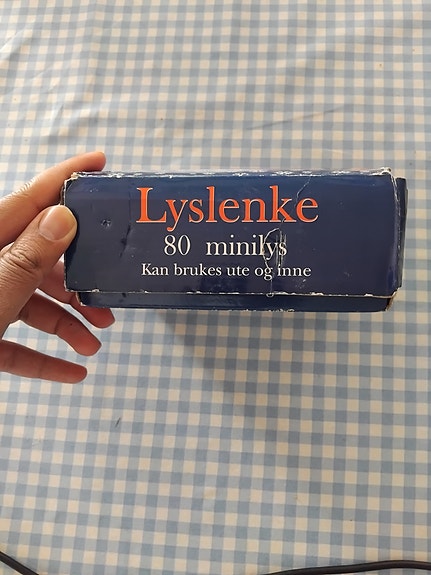 Lyslenke
80 minilys
Kan brukes ute og inne